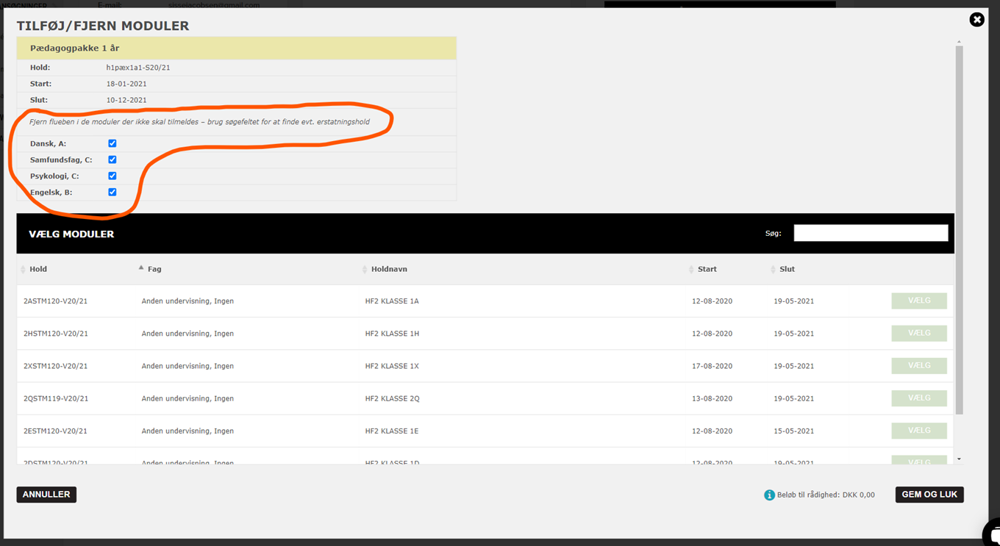 ANSØGNINGER E-mail: sissejacobsen@gmail.com
TILFØJ/FJERN MODULER
Pædagogpakke 1 år
Hold: h1pæx1a1-S20/21
Start: 18-01-2021
Slut: 10-12-2021
Fjern flueben i de moduler der ikke skal tilmeldes – brug søgefeltet for at finde evt. erstatningshold
Dansk, A:
Samfundsfag, C:
Psykologi, C:
Engelsk, B:
VÆLG MODULER Søg:
Hold Fag Holdnavn Start Slut
2ASTM120-V20/21 Anden undervisning, Ingen HF2 KLASSE 1A 12-08-2020 19-05-2021 VÆLG
2HSTM120-V20/21 Anden undervisning, Ingen HF2 KLASSE 1H 12-08-2020 19-05-2021 VÆLG
2XSTM120-V20/21 Anden undervisning, Ingen HF2 KLASSE 1X 17-08-2020 19-05-2021 VÆLG
2QSTM119-V20/21 Anden undervisning, Ingen HF2 KLASSE 2Q 13-08-2020 19-05-2021 VÆLG
2ESTM120-V20/21 Anden undervisning, Ingen HF2 KLASSE 1E 12-08-2020 15-05-2021 VÆLG
2DSTM120-V20/21 Anden undervisning, Ingen HF2 KLASSE 1D 12-08-2020 19-05-2021 VÆLG
ANNULLER Beløb til rådighed: DKK 0,00 GEM OG LUK